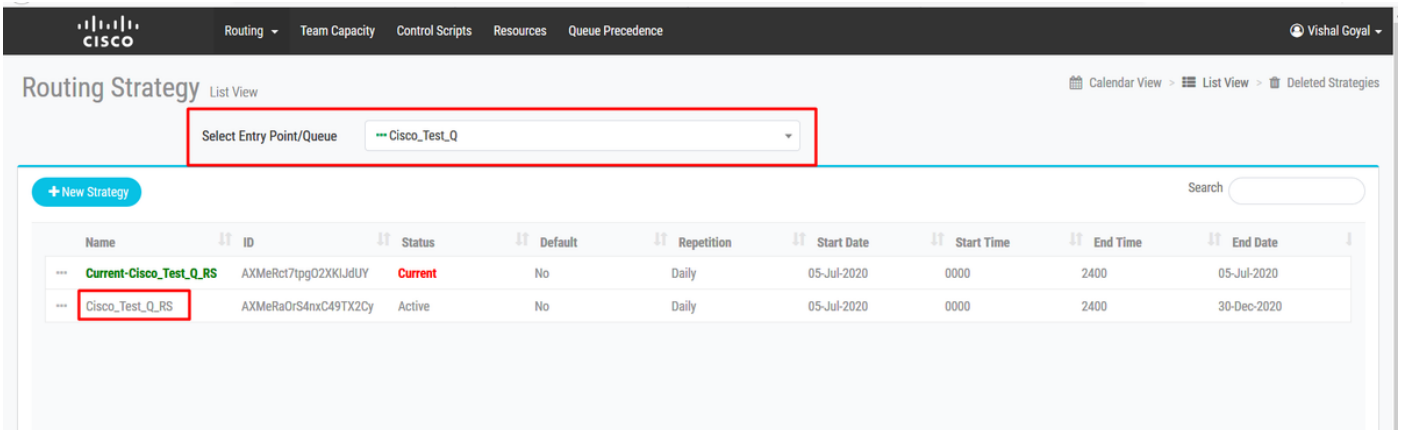 CISCO Routing Team Capacity Control Scripts Resources Queue Precedence Vishal Goyal
Routing Strategy List View Calendar View > List View > Deleted Strategies
Select Entry Point/Queue Cisco_Test_Q
+ New Strategy Search
Name ID Status Default Repetition Start Date Start Time End Time End Date
Current-Cisco_Test_Q_RS AXMeRct7tpgO2XKIJdUY Current No Daily 05-Jul-2020 0000 2400 05-Jul-2020
Cisco_Test_Q_RS AXMeRaOrS4nxC49TX2Cy Active No Daily 05-Jul-2020 0000 2400 30-Dec-2020